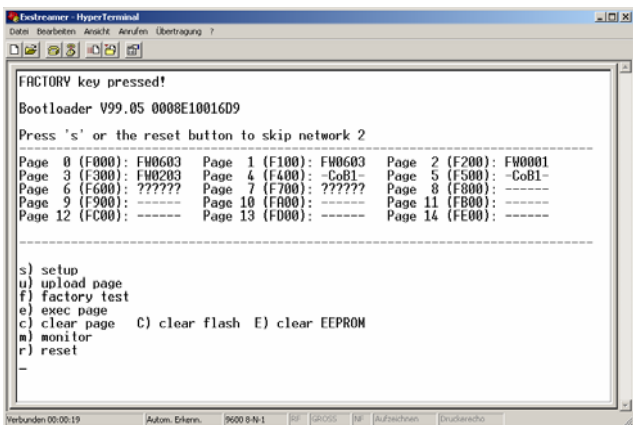 Exstreamer - HyperTerminal
Datei Bearbeiten Ansicht Anrufen Übertragung ?
FACTORY key pressed!
Bootloader V99.05 0008E10016D9
Press 's' or the reset button to skip network 2
--------------------------------------------------------------------------------
Page 0 (F000): FW0603 Page 1 (F100): FW0603 Page 2 (F200): FW0001
Page 3 (F300): FW0203 Page 4 (F400): -CoB1- Page 5 (F500): -CoB1-
Page 6 (F600): ?????? Page 7 (F700): ?????? Page 8 (F800): ------
Page 9 (F900): ------ Page 10 (FA00): ------ Page 11 (FB00): ------
Page 12 (FC00): ------ Page 13 (FD00): ------ Page 14 (FE00): ------
--------------------------------------------------------------------------------
s) setup
u) upload page
f) factory test
e) exec page
c) clear page C) clear flash E) clear EEPROM
m) monitor
r) reset
_
Verbunden 00:00:19 Autom. Erkenn. 9600 8-N-1 RF GROSS NF Aufzeichnen Druckerecho